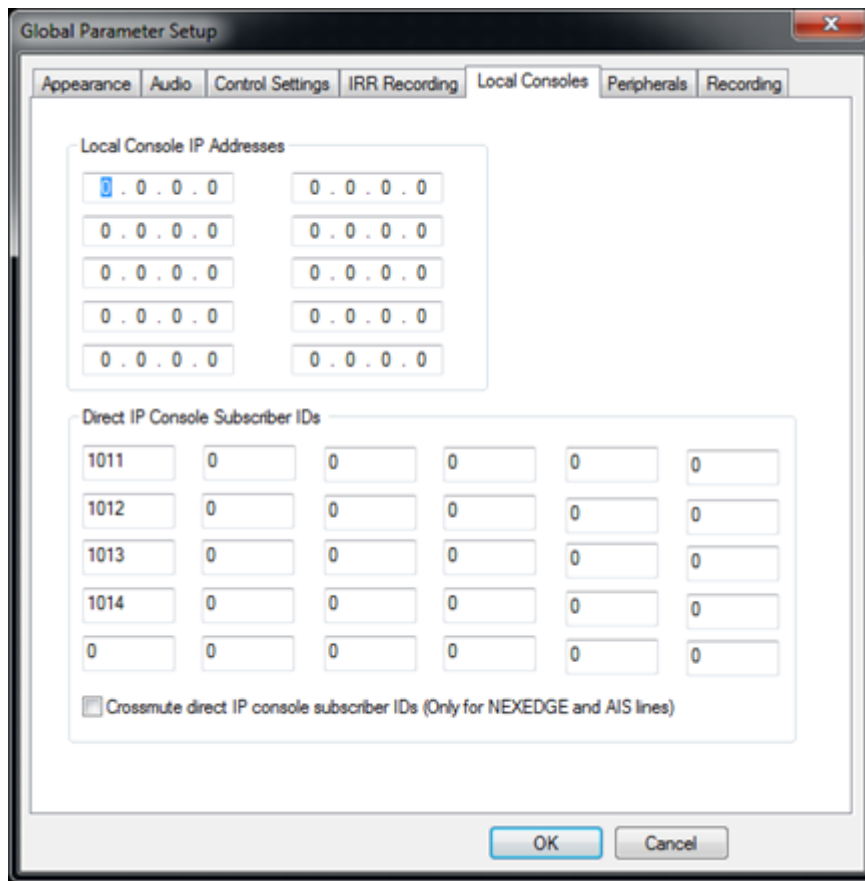 Global Parameter Setup
Appearance Audio Control Settings IRR Recording Local Consoles Peripherals Recording
Local Console IP Addresses
0 . 0 . 0 . 0 0 . 0 . 0 . 0
0 . 0 . 0 . 0 0 . 0 . 0 . 0
0 . 0 . 0 . 0 0 . 0 . 0 . 0
0 . 0 . 0 . 0 0 . 0 . 0 . 0
0 . 0 . 0 . 0 0 . 0 . 0 . 0
Direct IP Console Subscriber IDs
1011 0 0 0 0 0
1012 0 0 0 0 0
1013 0 0 0 0 0
1014 0 0 0 0 0
0 0 0 0 0 0
Crossmute direct IP console subscriber IDs (Only for NEXEDGE and AIS lines)
OK Cancel